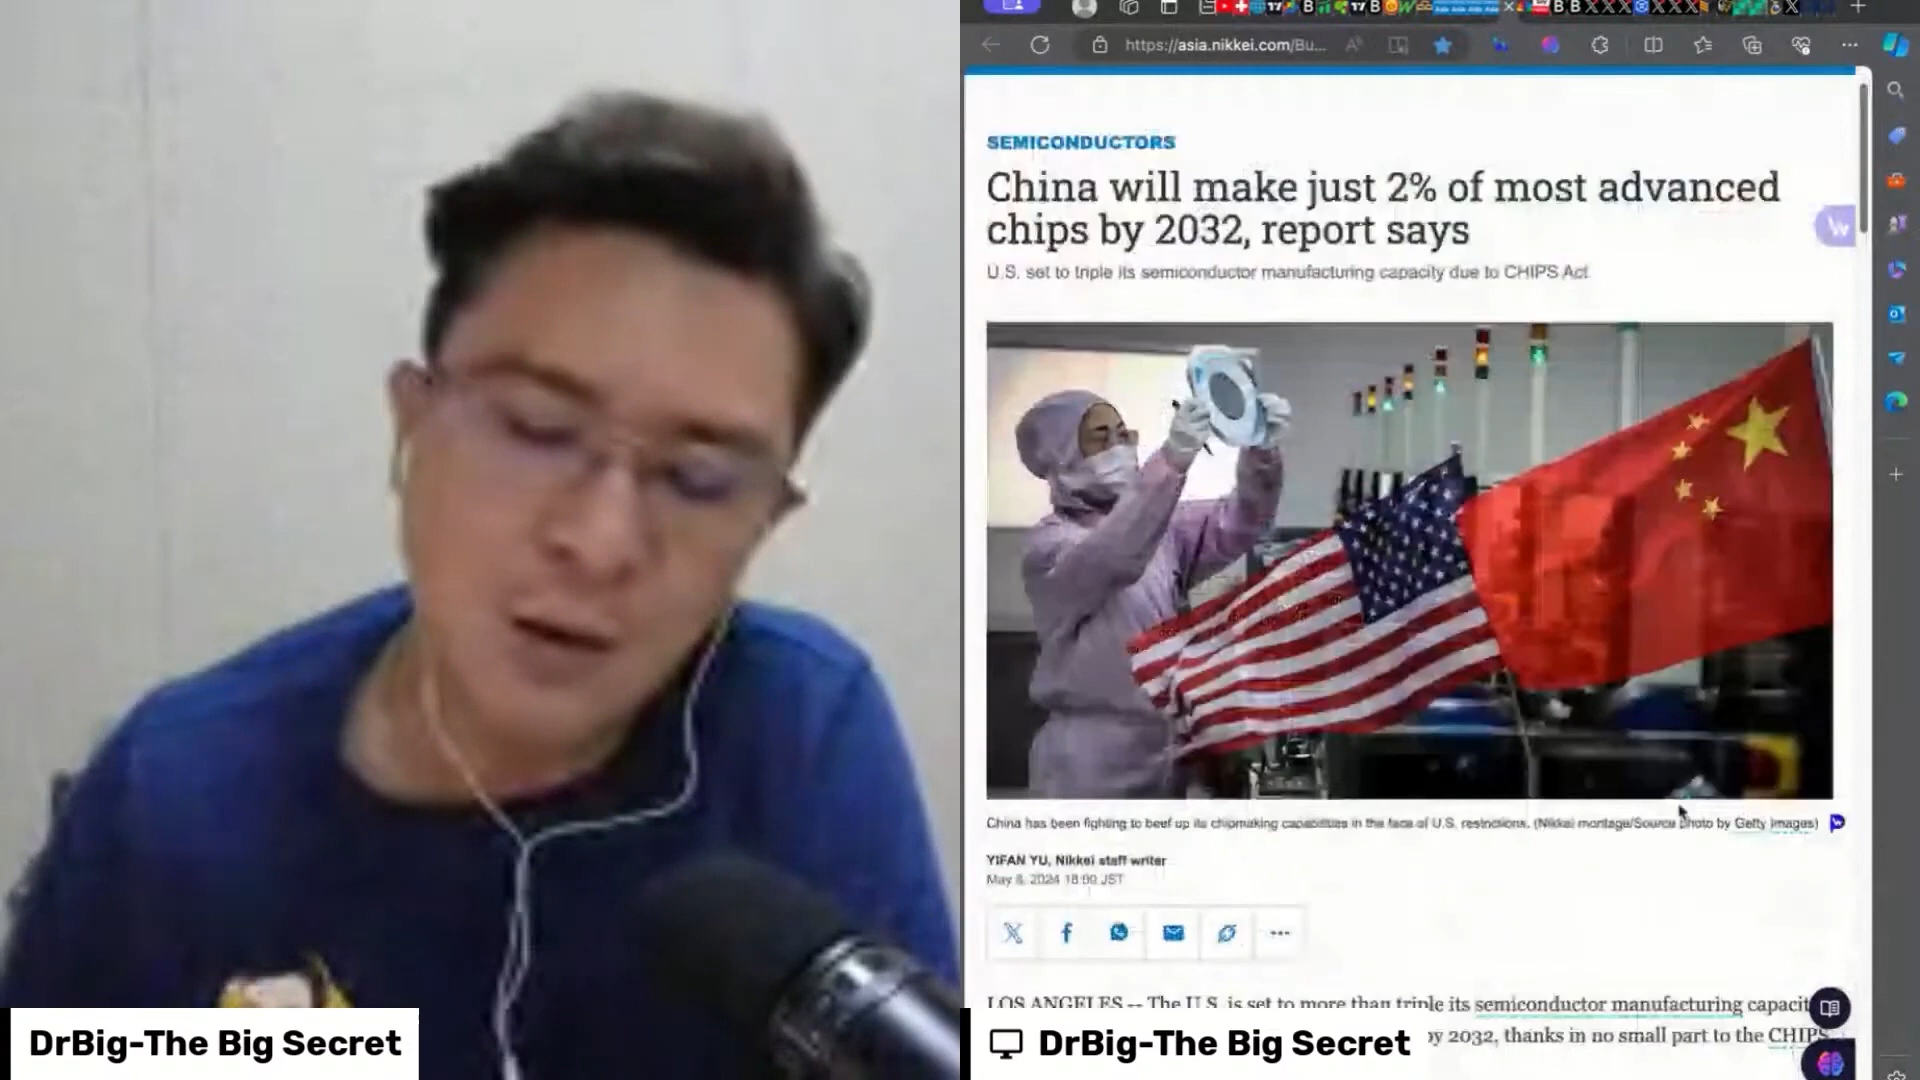 https://asia.nikkei.com/Bu...
SEMICONDUCTORS
China will make just 2% of most advanced
chips by 2032, report says
U.S. set to triple its semiconductor manufacturing capacity due to CHIPS Act
China has been fighting to beef up its chipmaking capabilities in the face of U.S. restrictions. (Nikkei montage/Source photo by Getty Images)
YIFAN YU, Nikkei staff writer
May 8, 2024 18:00 JST
LOS ANGELES -- The U.S. is set to more than triple its semiconductor manufacturing capacit
by 2032, thanks in no small part to the CHIPS
DrBig-The Big Secret
DrBig-The Big Secret